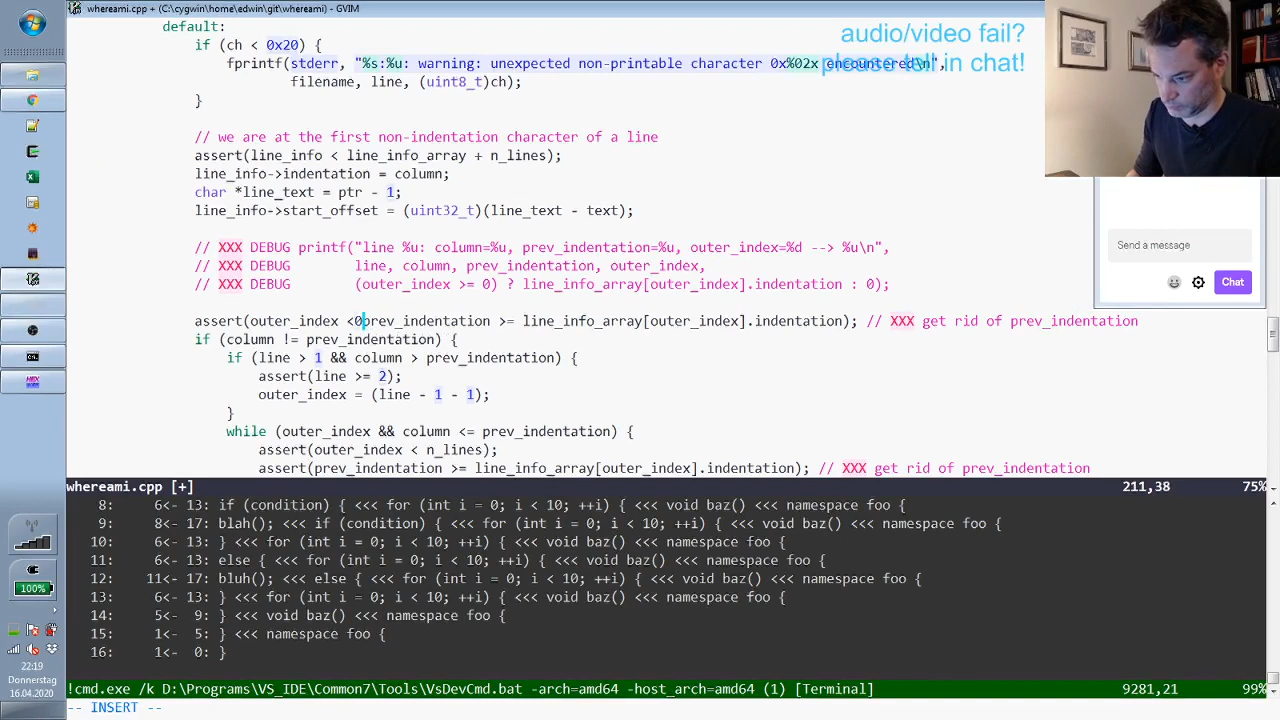 whereami.cpp + (C:\cygwin\home\edwin\git\whereami) - GVIM
default:
if (ch < 0x20) {
fprintf(stderr, "%s:%u: warning: unexpected non-printable character 0x%02x encountered\n",
filename, line, (uint8_t)ch);
}
audio/video fail?
please tell in chat!
// we are at the first non-indentation character of a line
assert(line_info < line_info_array + n_lines);
line_info->indentation = column;
char *line_text = ptr - 1;
line_info->start_offset = (uint32_t)(line_text - text);
// XXX DEBUG printf("line %u: column=%u, prev_indentation=%u, outer_index=%d --> %u\n",
// XXX DEBUG line, column, prev_indentation, outer_index,
// XXX DEBUG (outer_index >= 0) ? line_info_array[outer_index].indentation : 0);
assert(outer_index <0prev_indentation >= line_info_array[outer_index].indentation); // XXX get rid of prev_indentation
if (column != prev_indentation) {
if (line > 1 && column > prev_indentation) {
assert(line >= 2);
outer_index = (line - 1 - 1);
}
while (outer_index && column <= prev_indentation) {
assert(outer_index < n_lines);
assert(prev_indentation >= line_info_array[outer_index].indentation); // XXX get rid of prev_indentation
whereami.cpp [+] 211,38 75%
8: 6<- 13: if (condition) { <<< for (int i = 0; i < 10; ++i) { <<< void baz() <<< namespace foo {
9: 8<- 17: blah(); <<< if (condition) { <<< for (int i = 0; i < 10; ++i) { <<< void baz() <<< namespace foo {
10: 6<- 13: } <<< for (int i = 0; i < 10; ++i) { <<< void baz() <<< namespace foo {
11: 6<- 13: else { <<< for (int i = 0; i < 10; ++i) { <<< void baz() <<< namespace foo {
12: 11<- 17: bluh(); <<< else { <<< for (int i = 0; i < 10; ++i) { <<< void baz() <<< namespace foo {
13: 6<- 13: } <<< for (int i = 0; i < 10; ++i) { <<< void baz() <<< namespace foo {
14: 5<- 9: } <<< void baz() <<< namespace foo {
15: 1<- 5: } <<< namespace foo {
16: 1<- 0: }
!cmd.exe /k D:\Programs\VS_IDE\Common7\Tools\VsDevCmd.bat -arch=amd64 -host_arch=amd64 (1) [Terminal] 9281,21 99%
-- INSERT --
Send a message
Chat
100%
22:19
Donnerstag
16.04.2020